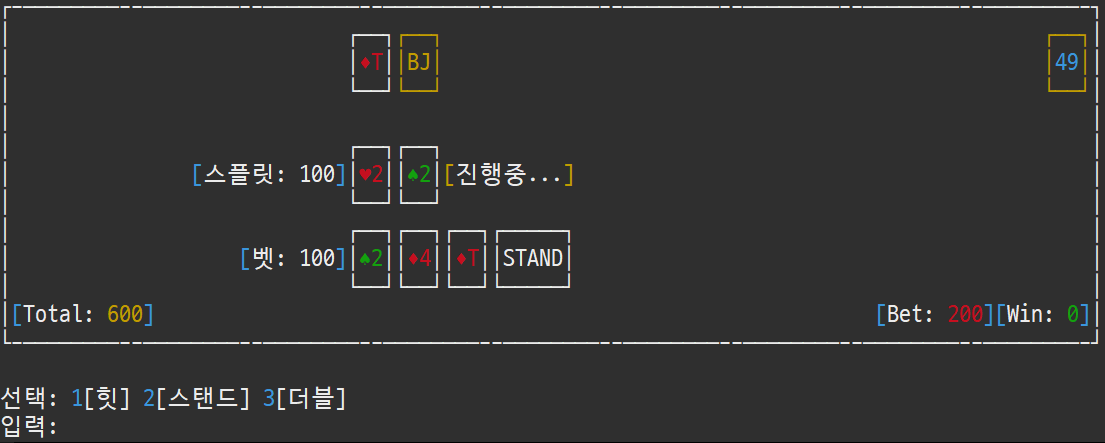 ♦T BJ 49
[스플릿: 100] ♥2 ♠2 [진행중...]
[벳: 100] ♠2 ♦4 ♦T STAND
[Total: 600] [Bet: 200][Win: 0]
선택: 1[힛] 2[스탠드] 3[더블]
입력: